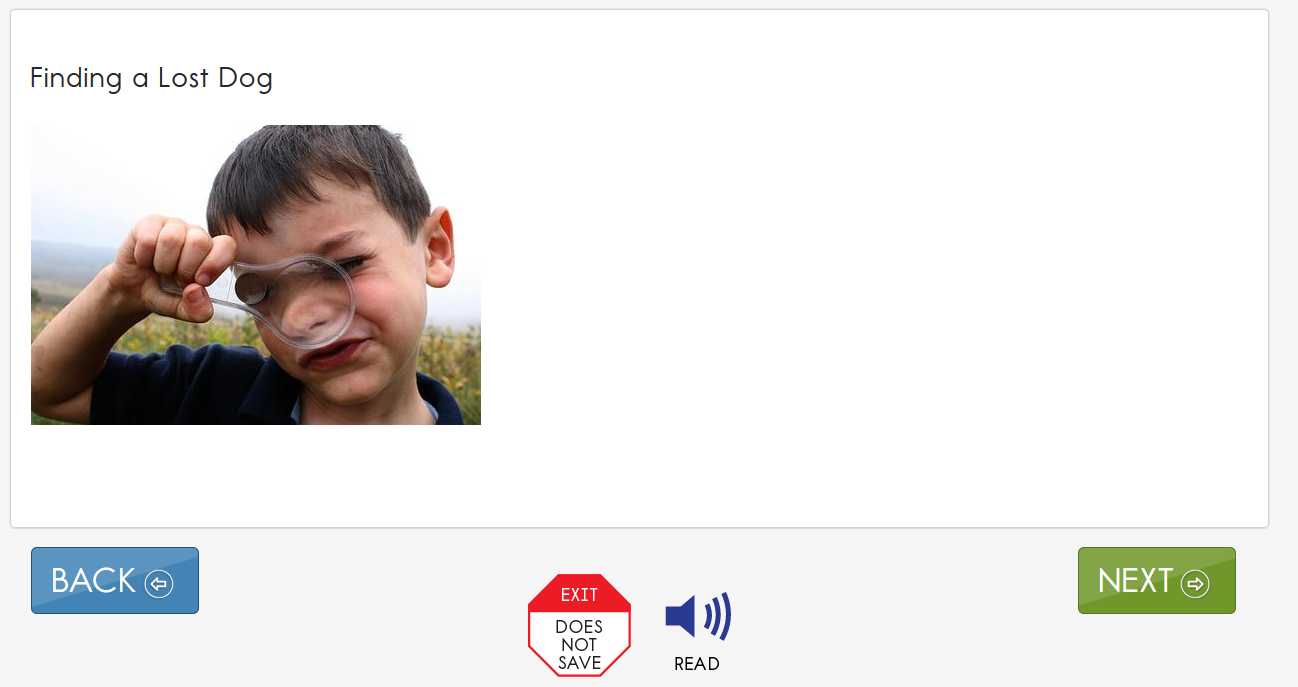 Finding a Lost Dog
BACK
EXIT
DOES
NOT
SAVE
READ
NEXT